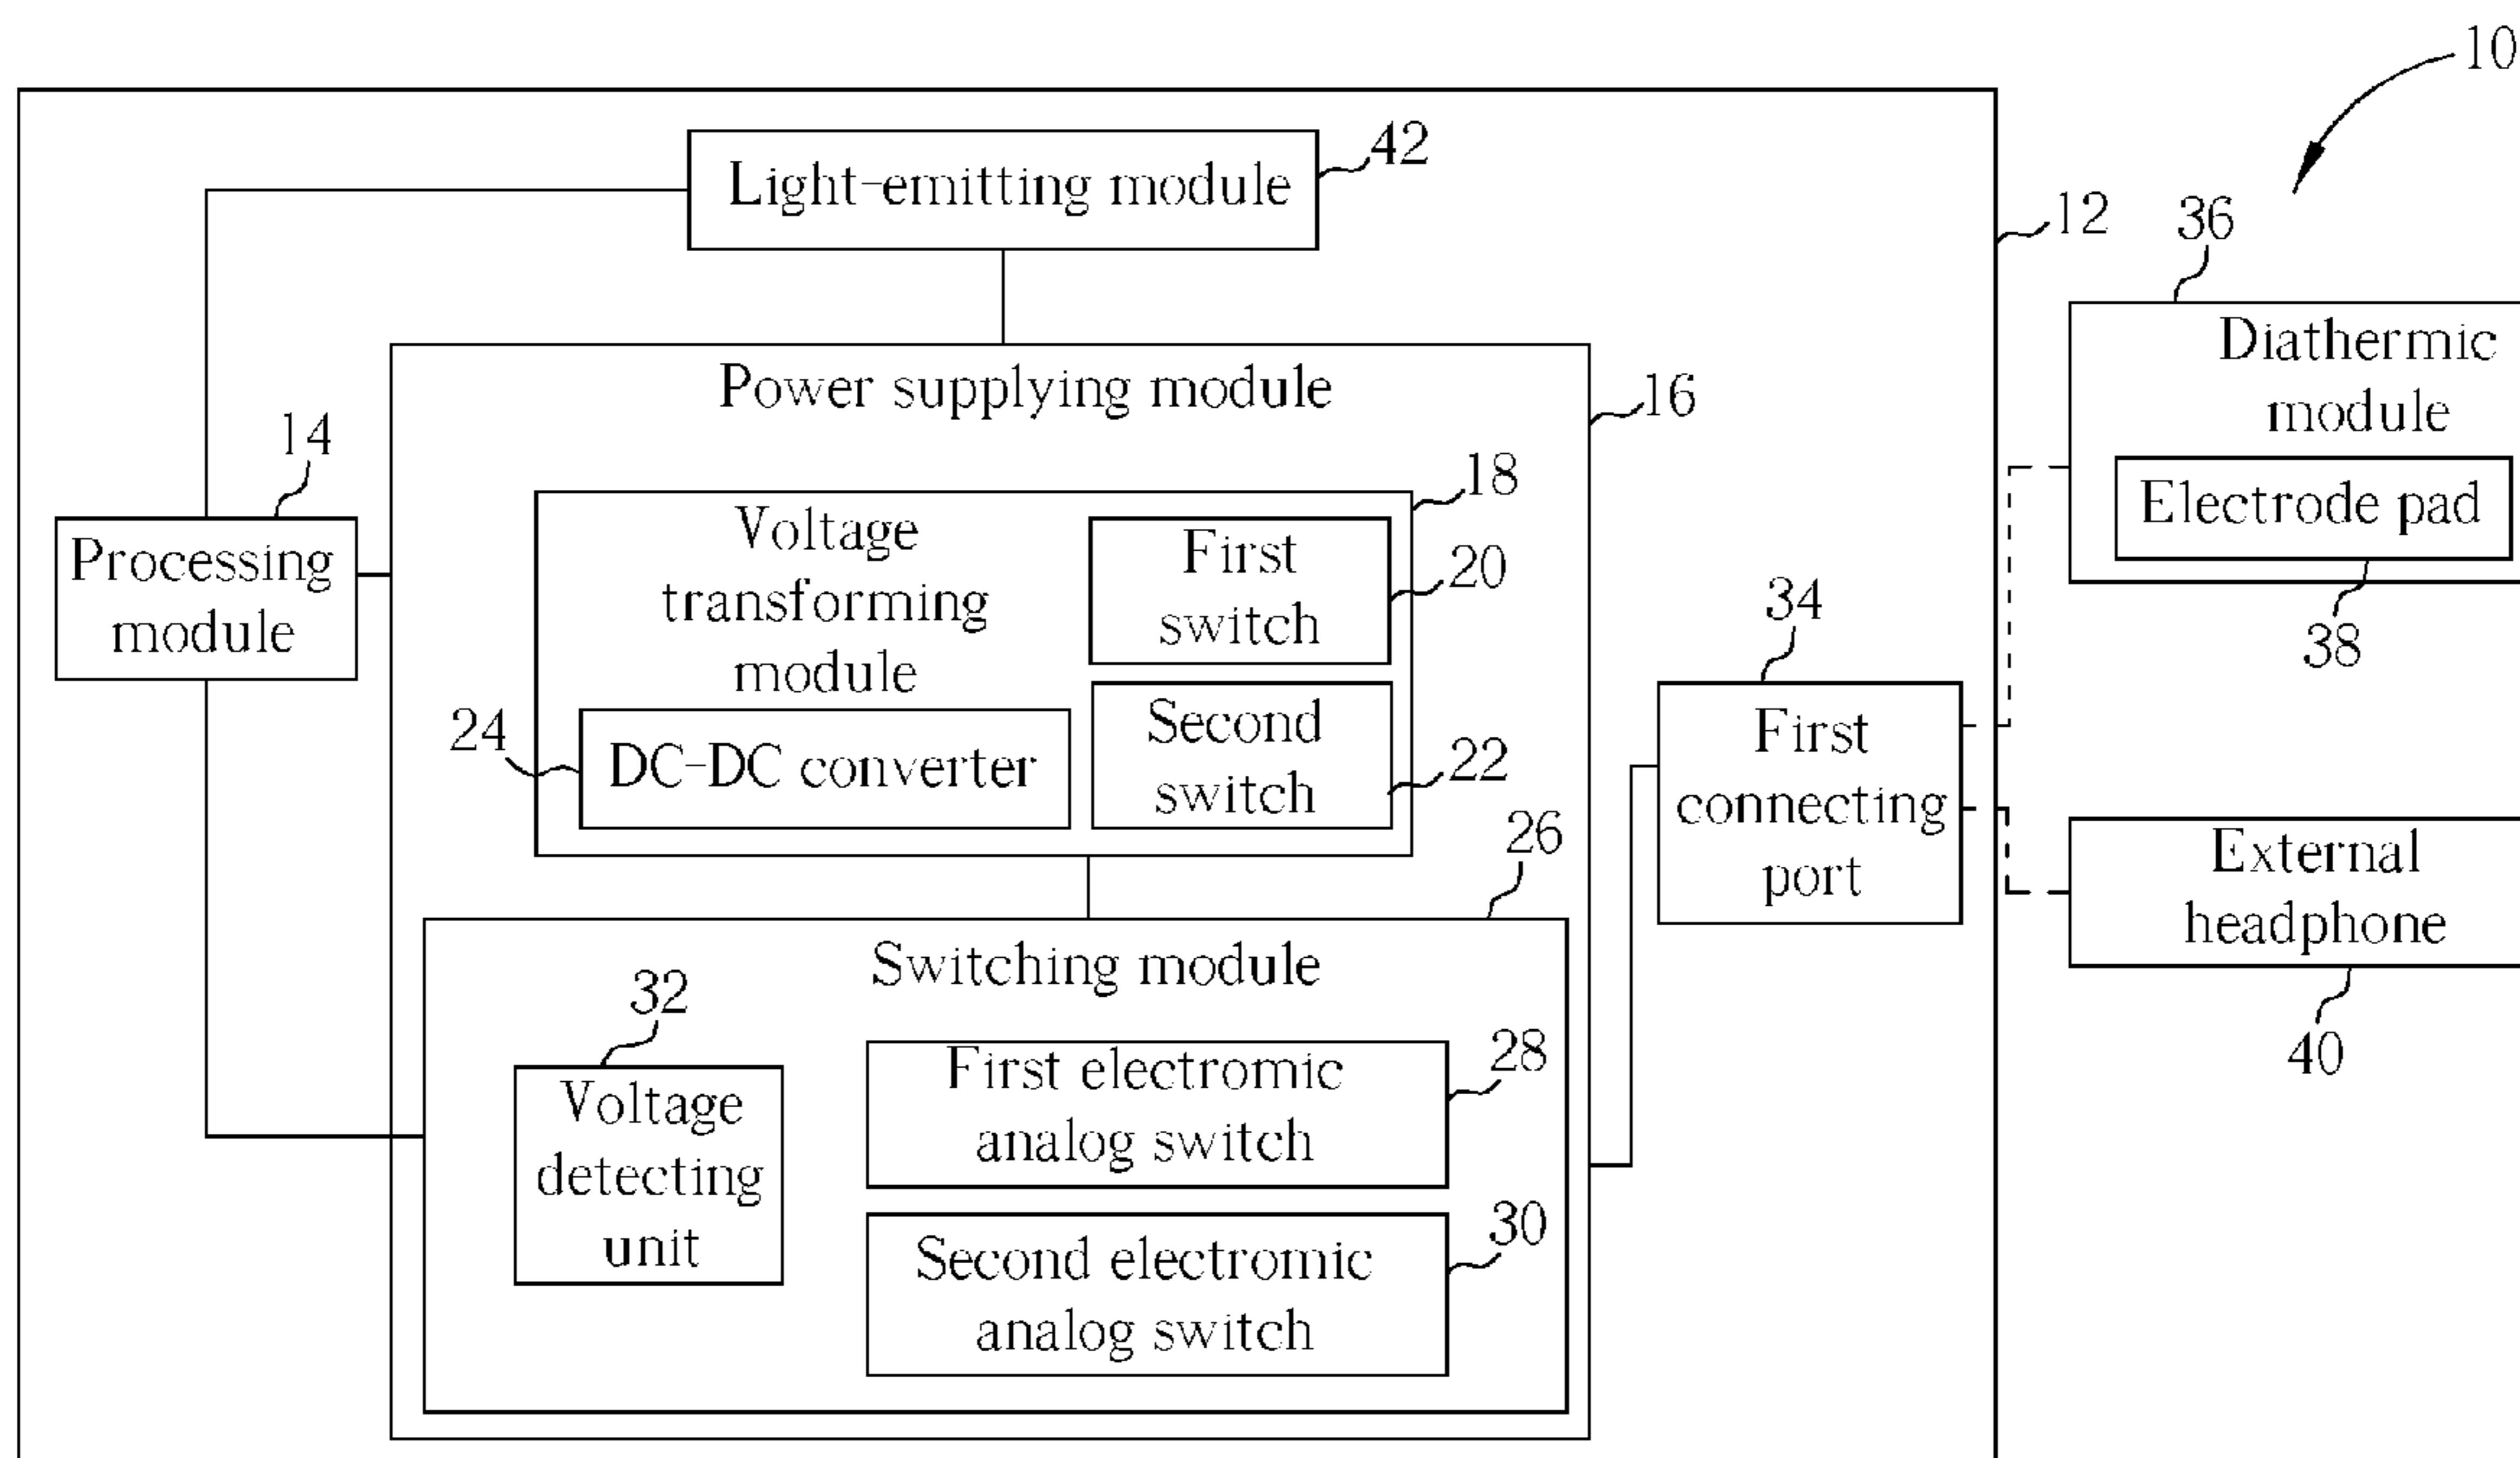 10
42
Light-emitting module
12
36
Diathermic
module
Electrode pad
38
Power supplying module
16
14
Processing
module
18
Voltage
transforming
module
First
switch
20
Second
switch
22
24
DC-DC converter
34
First
connecting
port
26
External
headphone
40
Switching module
32
Voltage
detecting
unit
First electromic
analog switch
28
Second electromic
analog switch
30